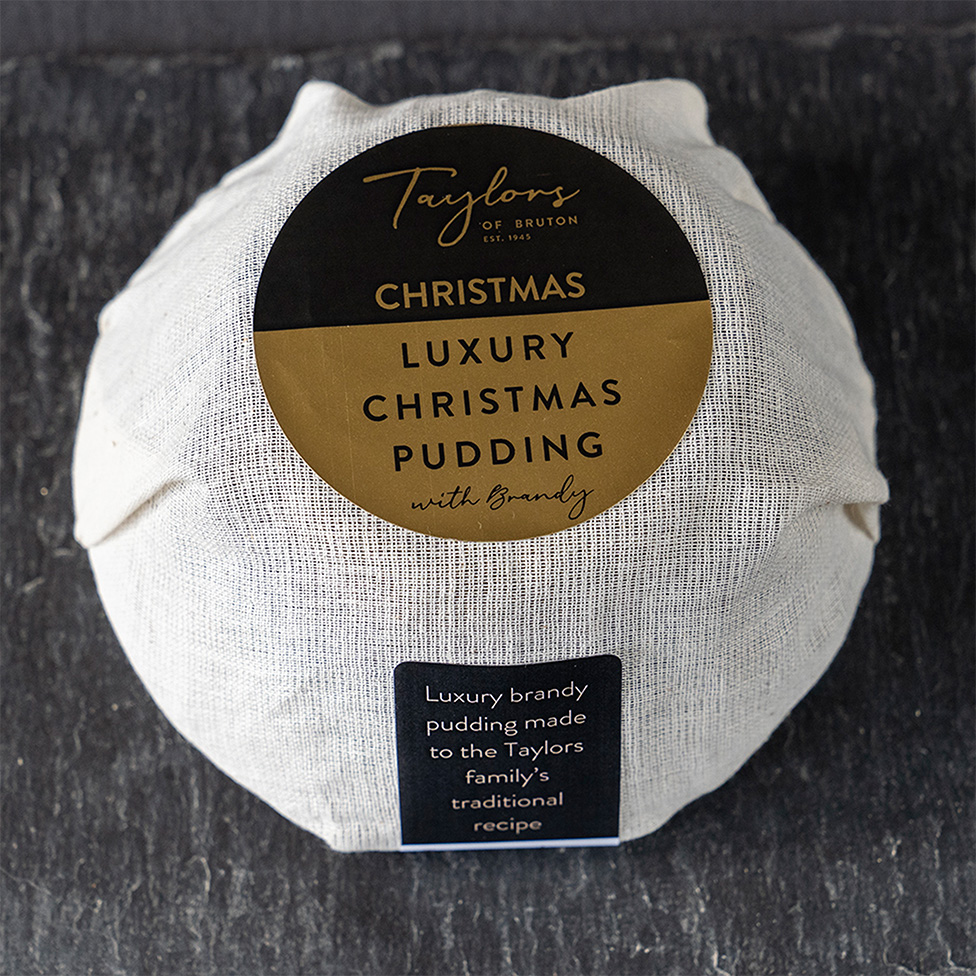 Taylors
OF BRUTON
EST. 1945
CHRISTMAS
LUXURY
CHRISTMAS
PUDDING
with Brandy
Luxury brandy
pudding made
to the Taylors
family's
traditional
recipe